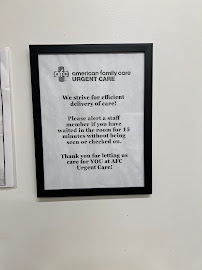 afc american family care
URGENT CARE
We strive for efficient
delivery of care!
Please alert a staff
member if you have
waited in the room for 15
minutes without being
seen or checked on.
Thank you for letting us
care for YOU at AFC
Urgent Care!